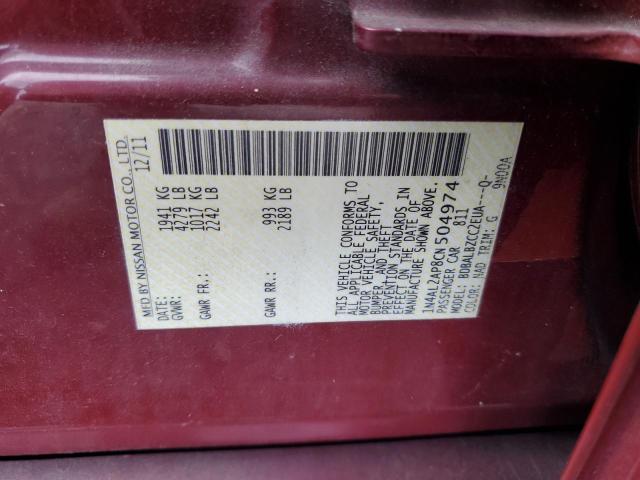 MFD BY NISSAN MOTOR CO., LTD.
DATE: 12/11
GVWR: 1941 KG
4279 LB
GAWR FR.: 1017 KG
2242 LB
GAWR RR.: 993 KG
2189 LB
THIS VEHICLE CONFORMS TO
ALL APPLICABLE FEDERAL
MOTOR VEHICLE SAFETY,
BUMPER, AND THEFT
PREVENTION STANDARDS IN
EFFECT ON THE DATE OF
MANUFACTURE SHOWN ABOVE.
1N4AL2AP8CN504974
PASSENGER CAR 811
MODEL: BDBALBZCC2EUA---Q-
COLOR: NAD TRIM: G 9N00A